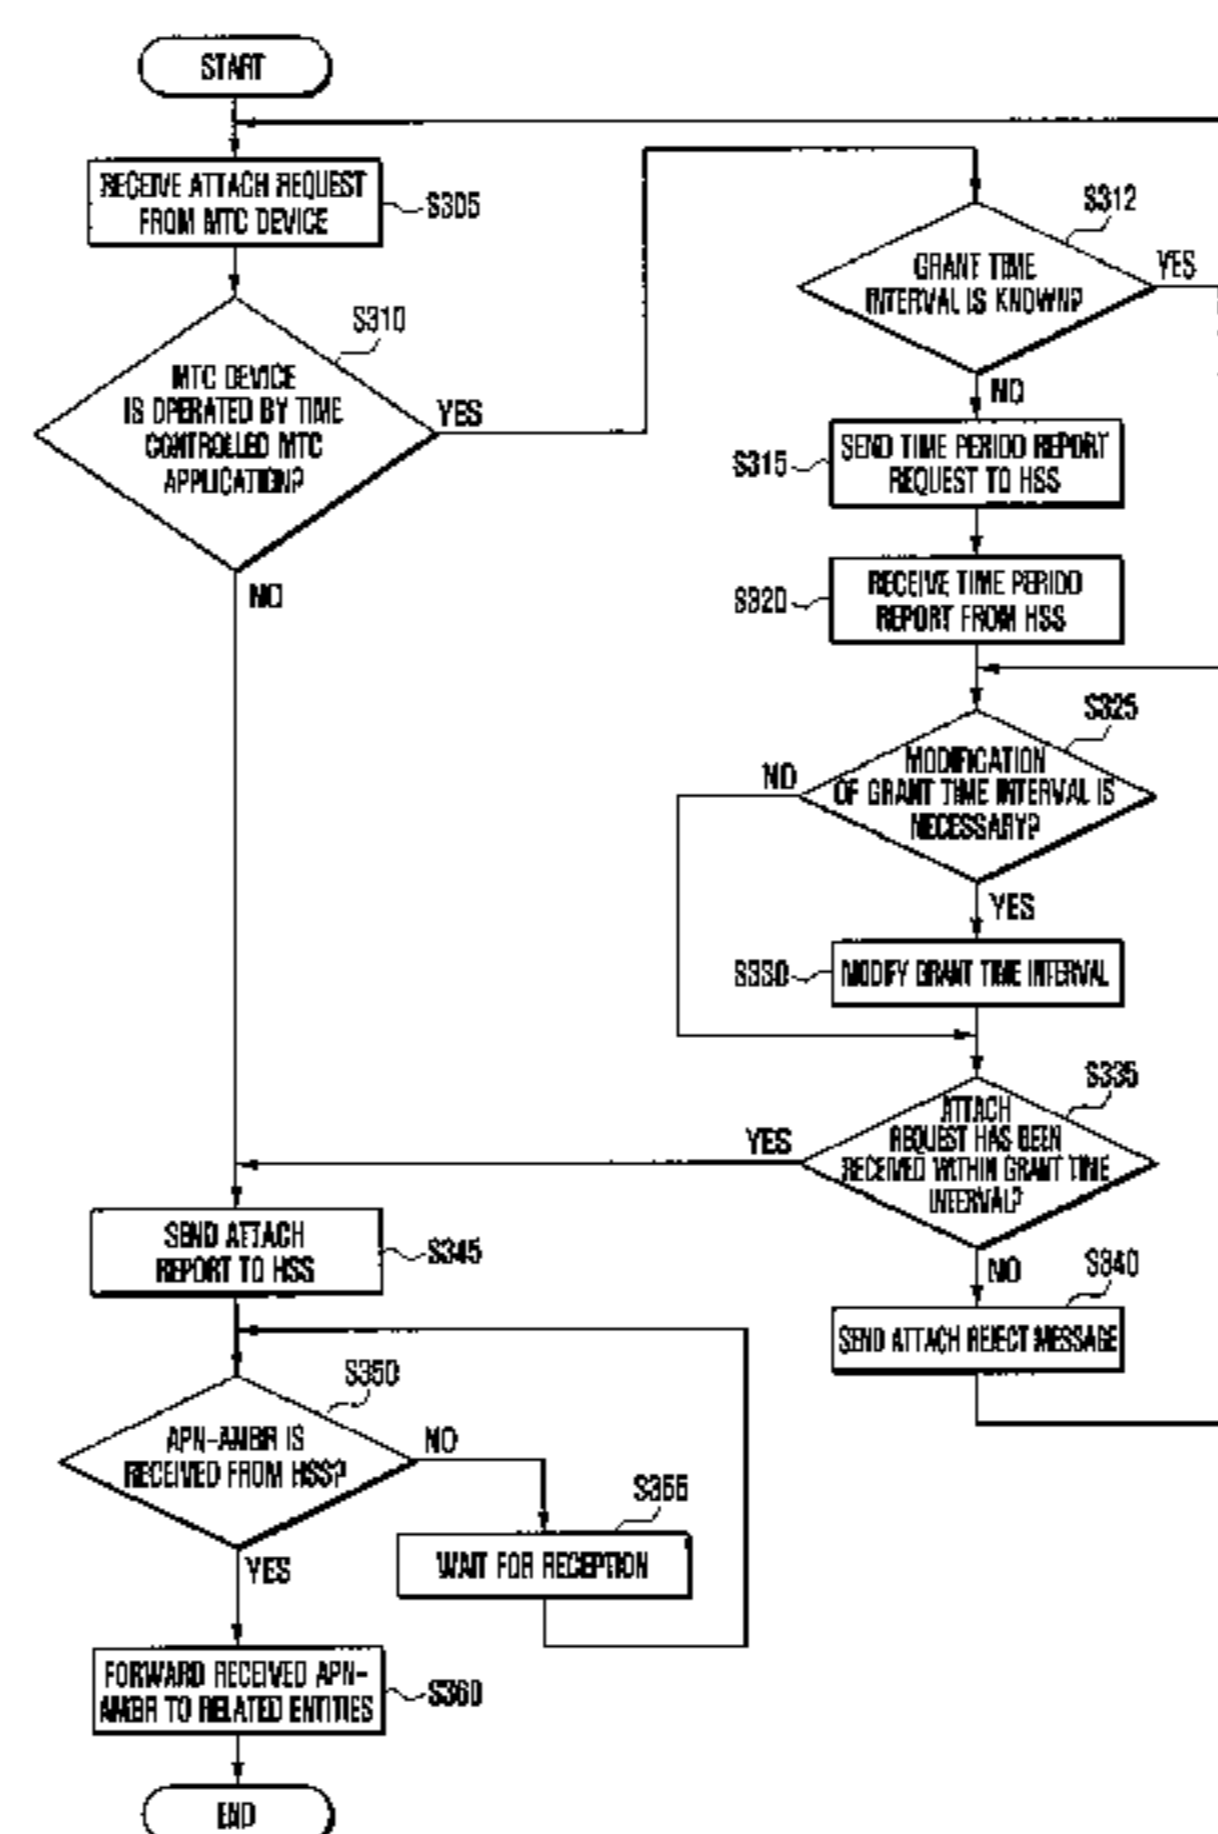 START
RECEIVE ATTACH REQUEST
FROM MTC DEVICE
S305
MTC DEVICE
IS OPERATED BY TIME
CONTROLLED MTC
APPLICATION?
S310
YES
NO
GRANT TIME
INTERVAL IS KNOWN?
S312
YES
NO
SEND TIME PERIOD REPORT
REQUEST TO HSS
S315
RECEIVE TIME PERIOD
REPORT FROM HSS
S320
MODIFICATION
OF GRANT TIME INTERVAL IS
NECESSARY?
S325
NO
YES
MODIFY GRANT TIME INTERVAL
S330
ATTACH
REQUEST HAS BEEN
RECEIVED WITHIN GRANT TIME
INTERVAL?
S335
YES
NO
SEND ATTACH REJECT MESSAGE
S340
SEND ATTACH
REPORT TO HSS
S345
APN-AMBR IS
RECEIVED FROM HSS?
S350
NO
YES
WAIT FOR RECEPTION
S355
FORWARD RECEIVED APN-
AMBR TO RELATED ENTITIES
S360
END